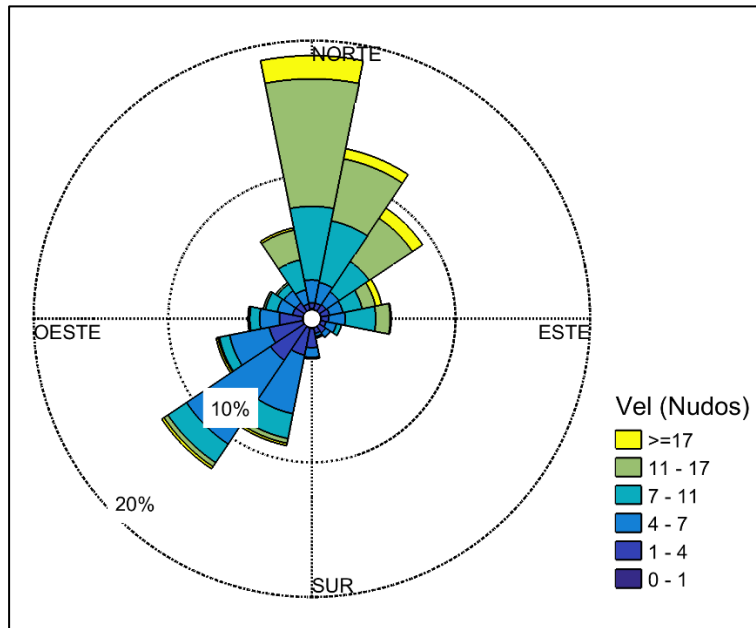 NORTE
OESTE
ESTE
10%
20%
SUR
Vel (Nudos)
>=17
11 - 17
7 - 11
4 - 7
1 - 4
0 - 1